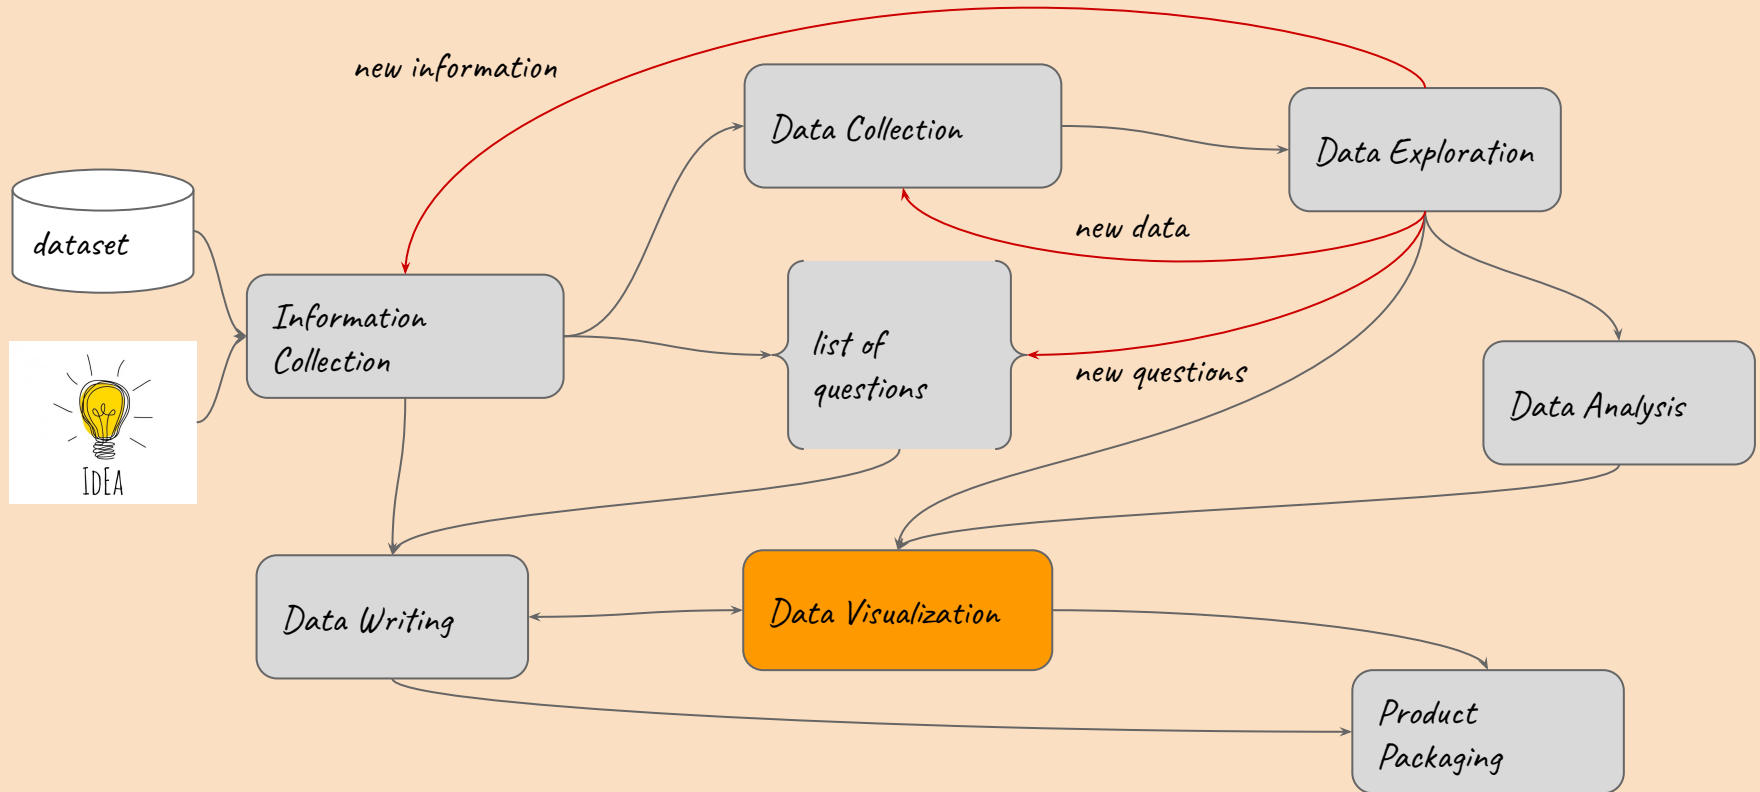 new information
Data Collection
Data Exploration
dataset
new data
Information
Collection
list of
questions
new questions
Data Analysis
IdEA
Data Writing
Data Visualization
Product
Packaging